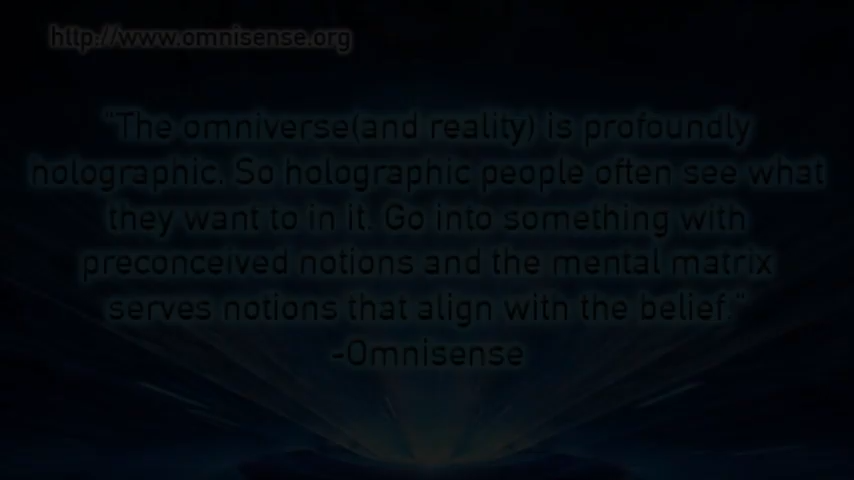 http://www.omnisense.org
"The omniverse(and reality) is profoundly
holographic. So holographic people often see what
they want to in it. Go into something with
preconceived notions and the mental matrix
serves notions that align with the belief."
-Omnisense